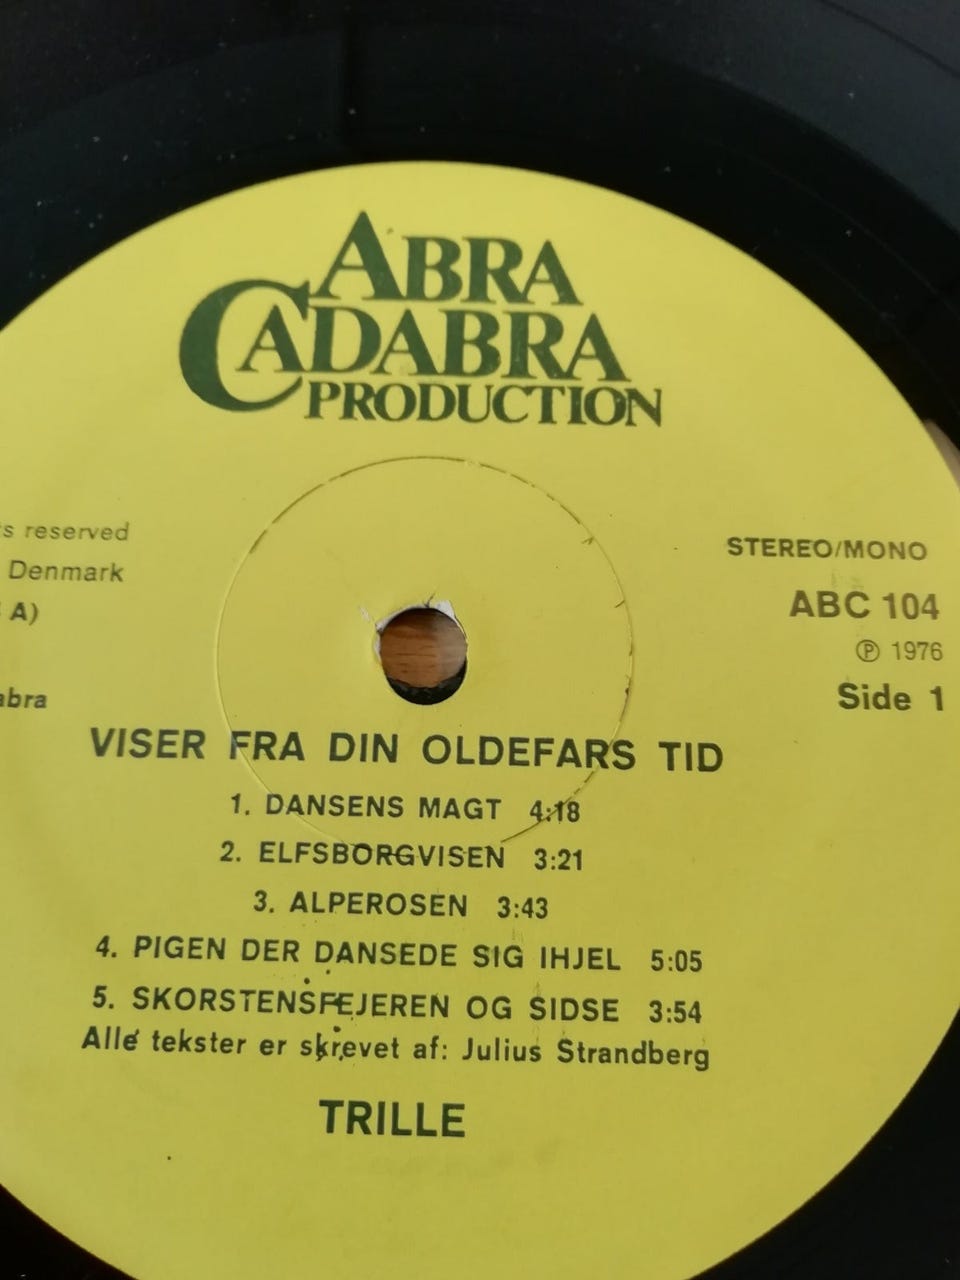 ABRA
CADABRA
PRODUCTION
reserved
Denmark
A)
STEREO/MONO
ABC 104
Ⓟ 1976
Side 1
VISER FRA DIN OLDEFARS TID
1. DANSENS MAGT 4:18
2. ELFSBORGVISEN 3:21
3. ALPEROSEN 3:43
4. PIGEN DER DANSEDE SIG IHJEL 5:05
5. SKORSTENSFEJEREN OG SIDSE 3:54
Alle tekster er skrevet af: Julius Strandberg
TRILLE